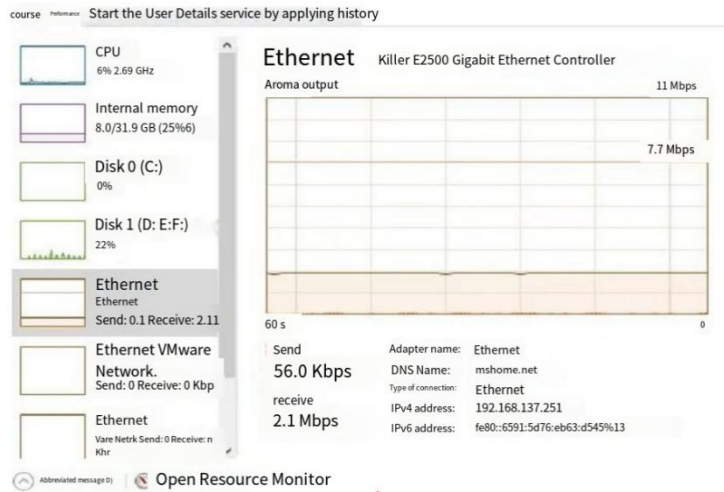 course Performance Start the User Details service by applying history
CPU
6% 2.69 GHz
Internal memory
8.0/31.9 GB (25%6)
Disk 0 (C:)
0%
Disk 1 (D: E:F:)
22%
Ethernet
Ethernet
Send: 0.1 Receive: 2.11
Ethernet VMware
Network.
Send: 0 Receive: 0 Kbp
Ethernet
Vare Netrk Send: 0 Receive: n
Khr
Ethernet Killer E2500 Gigabit Ethernet Controller
Aroma output 11 Mbps
7.7 Mbps
60 s 0
Send
56.0 Kbps
receive
2.1 Mbps
Adapter name: Ethernet
DNS Name: mshome.net
Type of connection: Ethernet
IPv4 address: 192.168.137.251
IPv6 address: fe80::6591:5d76:eb63:d545%13
Abbreviated message D) Open Resource Monitor